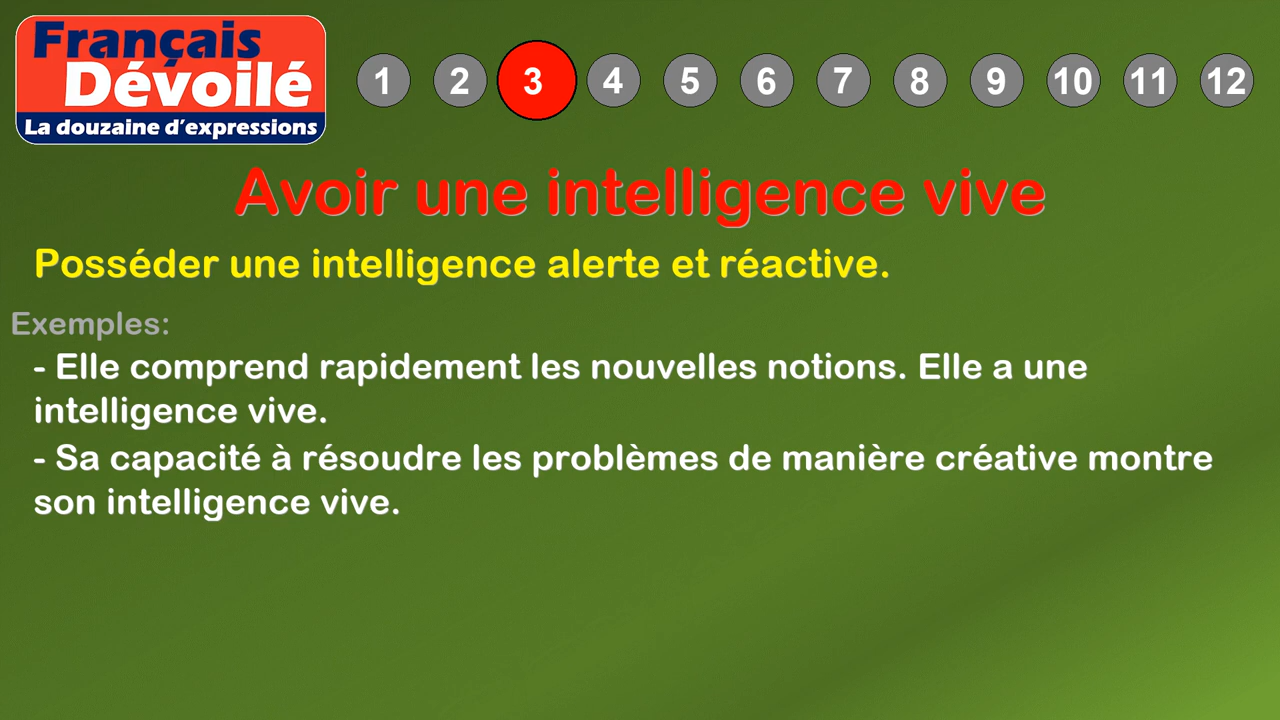 Français
Dévoilé
La douzaine d'expressions
1 2 3 4 5 6 7 8 9 10 11 12
Avoir une intelligence vive
Posséder une intelligence alerte et réactive.
Exemples:
- Elle comprend rapidement les nouvelles notions. Elle a une
intelligence vive.
- Sa capacité à résoudre les problèmes de manière créative montre
son intelligence vive.